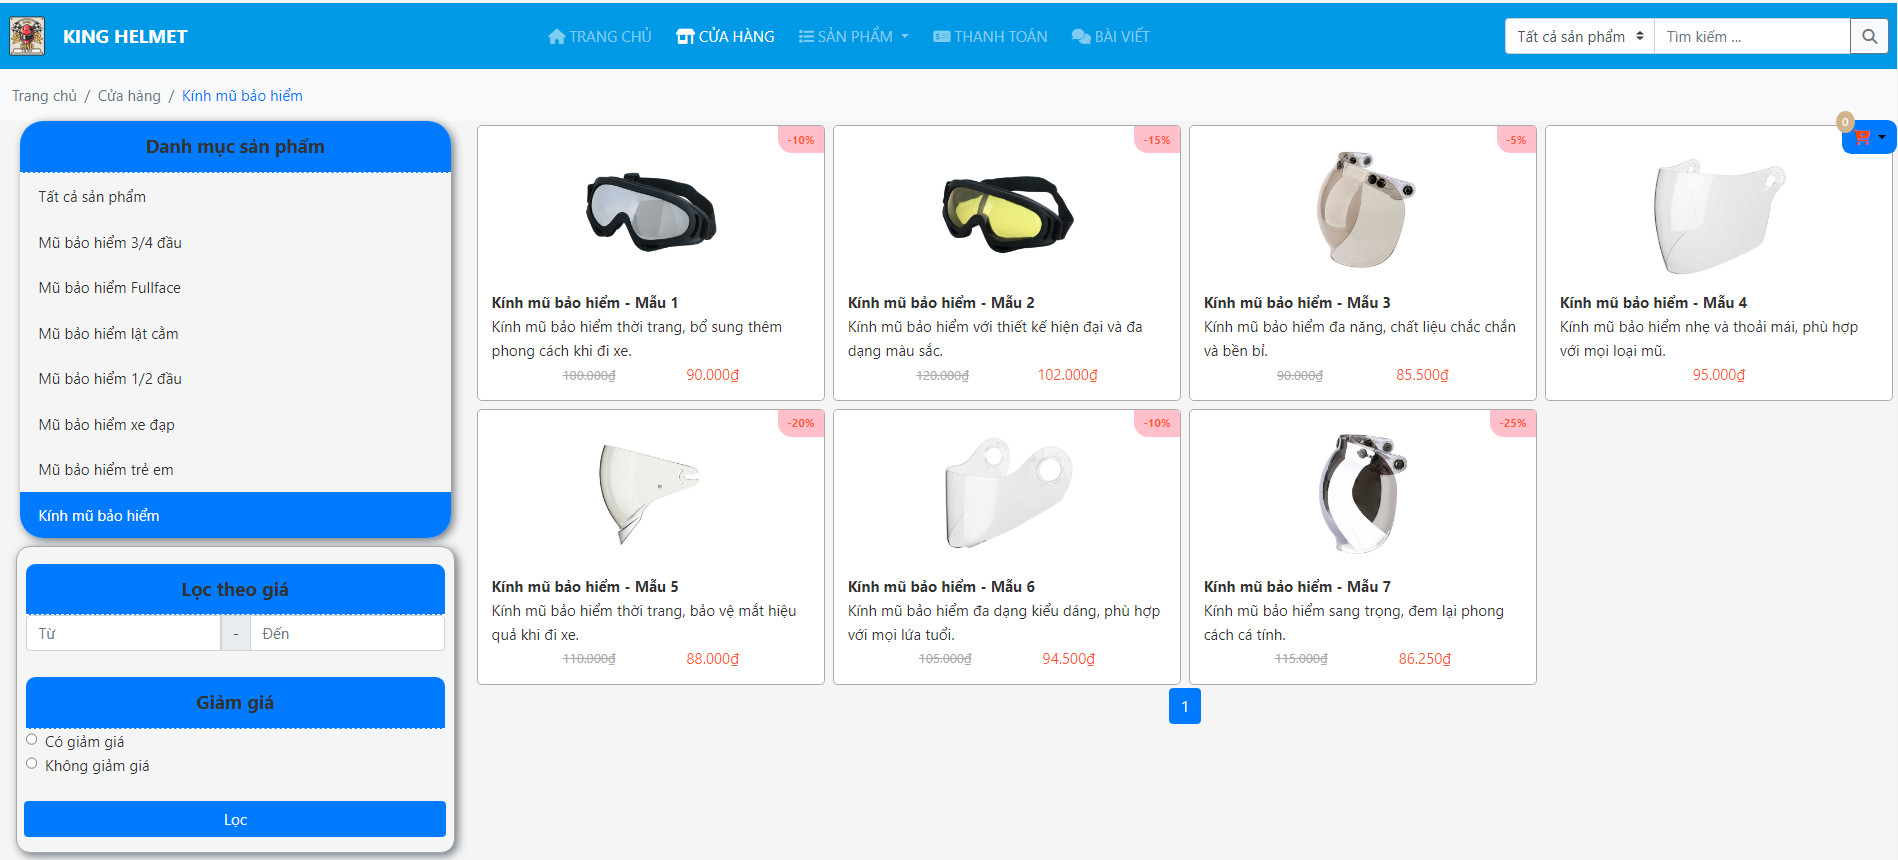 KING HELMET
TRANG CHỦ
CỬA HÀNG
SẢN PHẨM
THANH TOÁN
BÀI VIẾT
Tất cả sản phẩm
Tìm kiếm ...
Trang chủ / Cửa hàng / Kính mũ bảo hiểm
0
Danh mục sản phẩm
Tất cả sản phẩm
Mũ bảo hiểm 3/4 đầu
Mũ bảo hiểm Fullface
Mũ bảo hiểm lật cằm
Mũ bảo hiểm 1/2 đầu
Mũ bảo hiểm xe đạp
Mũ bảo hiểm trẻ em
Kính mũ bảo hiểm
Lọc theo giá
Từ - Đến
Giảm giá
Có giảm giá
Không giảm giá
Lọc
-10%
Kính mũ bảo hiểm - Mẫu 1
Kính mũ bảo hiểm thời trang, bổ sung thêm
phong cách khi đi xe.
100.000₫ 90.000₫
-15%
Kính mũ bảo hiểm - Mẫu 2
Kính mũ bảo hiểm với thiết kế hiện đại và đa
dạng màu sắc.
120.000₫ 102.000₫
-5%
Kính mũ bảo hiểm - Mẫu 3
Kính mũ bảo hiểm đa năng, chất liệu chắc chắn
và bền bỉ.
90.000₫ 85.500₫
Kính mũ bảo hiểm - Mẫu 4
Kính mũ bảo hiểm nhẹ và thoải mái, phù hợp
với mọi loại mũ.
95.000₫
-20%
Kính mũ bảo hiểm - Mẫu 5
Kính mũ bảo hiểm thời trang, bảo vệ mắt hiệu
quả khi đi xe.
110.000₫ 88.000₫
-10%
Kính mũ bảo hiểm - Mẫu 6
Kính mũ bảo hiểm đa dạng kiểu dáng, phù hợp
với mọi lứa tuổi.
105.000₫ 94.500₫
-25%
Kính mũ bảo hiểm - Mẫu 7
Kính mũ bảo hiểm sang trọng, đem lại phong
cách cá tính.
115.000₫ 86.250₫
1